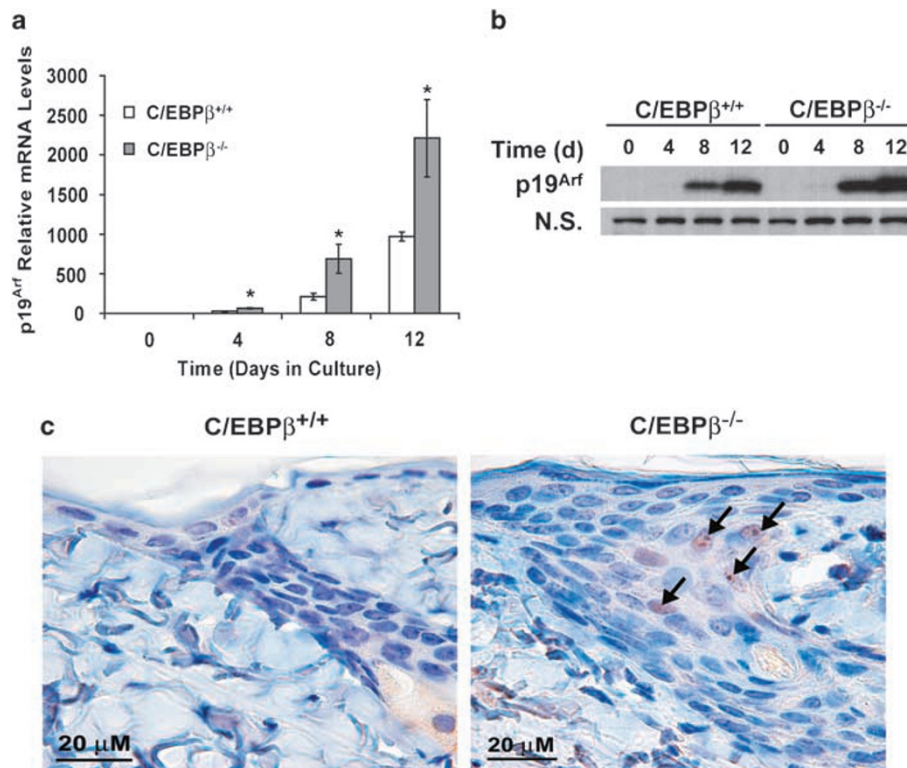 a
p19Arf Relative mRNA Levels
3000
2500
2000
1500
1000
500
0
C/EBPβ+/+
C/EBPβ-/-
* * *
0 4 8 12
Time (Days in Culture)
b
C/EBPβ+/+ C/EBPβ-/-
Time (d) 0 4 8 12 0 4 8 12
p19Arf
N.S.
c
C/EBPβ+/+ C/EBPβ-/-
20 µM 20 µM